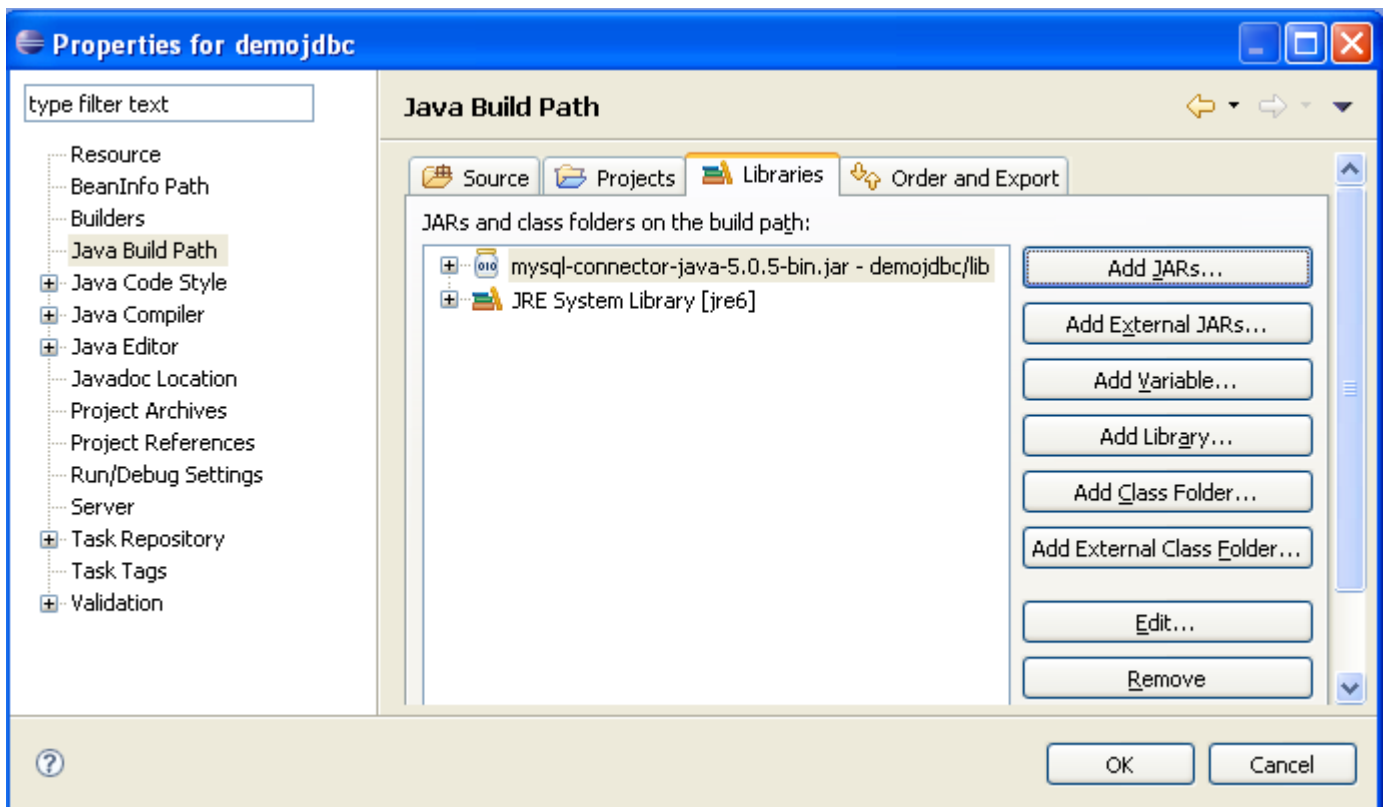 Properties for demojdbc
type filter text
Java Build Path
Resource
BeanInfo Path
Builders
Java Build Path
Java Code Style
Java Compiler
Java Editor
Javadoc Location
Project Archives
Project References
Run/Debug Settings
Server
Task Repository
Task Tags
Validation
Source Projects Libraries Order and Export
JARs and class folders on the build path:
mysql-connector-java-5.0.5-bin.jar - demojdbc/lib
JRE System Library [jre6]
Add JARs...
Add External JARs...
Add Variable...
Add Library...
Add Class Folder...
Add External Class Folder...
Edit...
Remove
OK Cancel